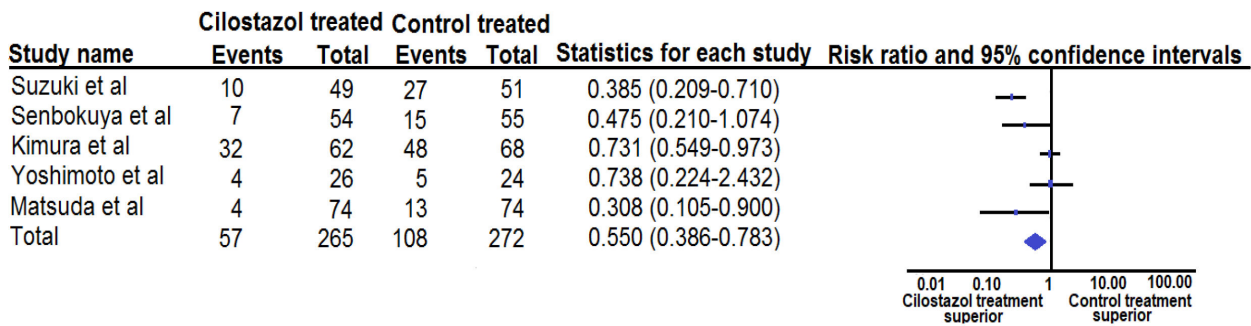 Cilostazol treated Control treated
Study name Events Total Events Total Statistics for each study Risk ratio and 95% confidence intervals
Suzuki et al 10 49 27 51 0.385 (0.209-0.710)
Senbokuya et al 7 54 15 55 0.475 (0.210-1.074)
Kimura et al 32 62 48 68 0.731 (0.549-0.973)
Yoshimoto et al 4 26 5 24 0.738 (0.224-2.432)
Matsuda et al 4 74 13 74 0.308 (0.105-0.900)
Total 57 265 108 272 0.550 (0.386-0.783)
0.01 0.10 1 10.00 100.00
Cilostazol treatment Control treatment
superior superior